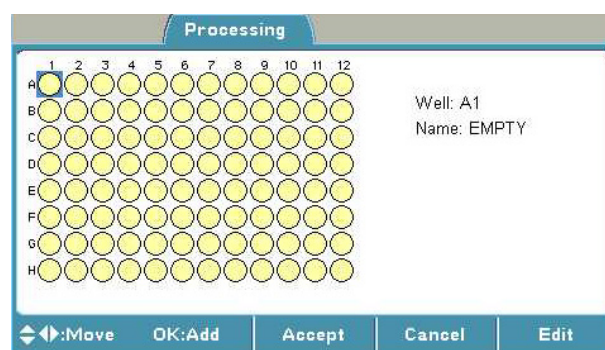 Processing
1 2 3 4 5 6 7 8 9 10 11 12
A
B
C
D
E
F
G
H
Well: A1
Name: EMPTY
:Move OK:Add Accept Cancel Edit